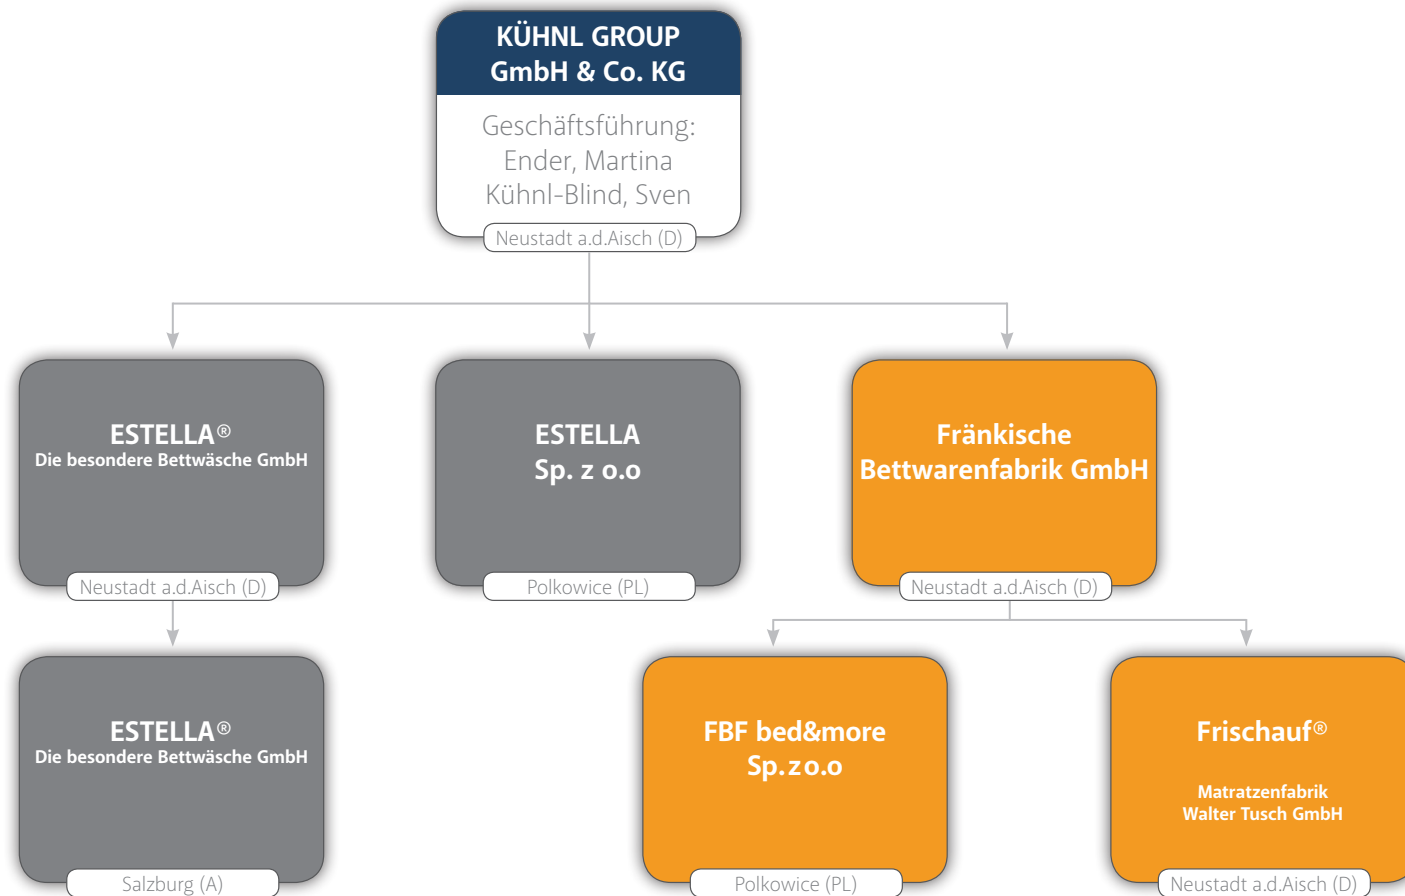 KÜHNL GROUP
GmbH & Co. KG
Geschäftsführung:
Ender, Martina
Kühnl-Blind, Sven
Neustadt a.d.Aisch (D)
ESTELLA®
Die besondere Bettwäsche GmbH
Neustadt a.d.Aisch (D)
ESTELLA
Sp. z o.o
Polkowice (PL)
Fränkische
Bettwarenfabrik GmbH
Neustadt a.d.Aisch (D)
ESTELLA®
Die besondere Bettwäsche GmbH
Salzburg (A)
FBF bed&more
Sp. z o.o
Polkowice (PL)
Frischauf®
Matratzenfabrik
Walter Tusch GmbH
Neustadt a.d.Aisch (D)